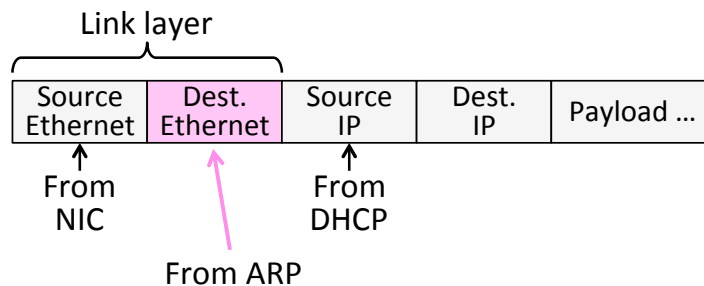 Link layer
Source
Ethernet
Dest.
Ethernet
Source
IP
Dest.
IP
Payload …
From
NIC
From
DHCP
From ARP